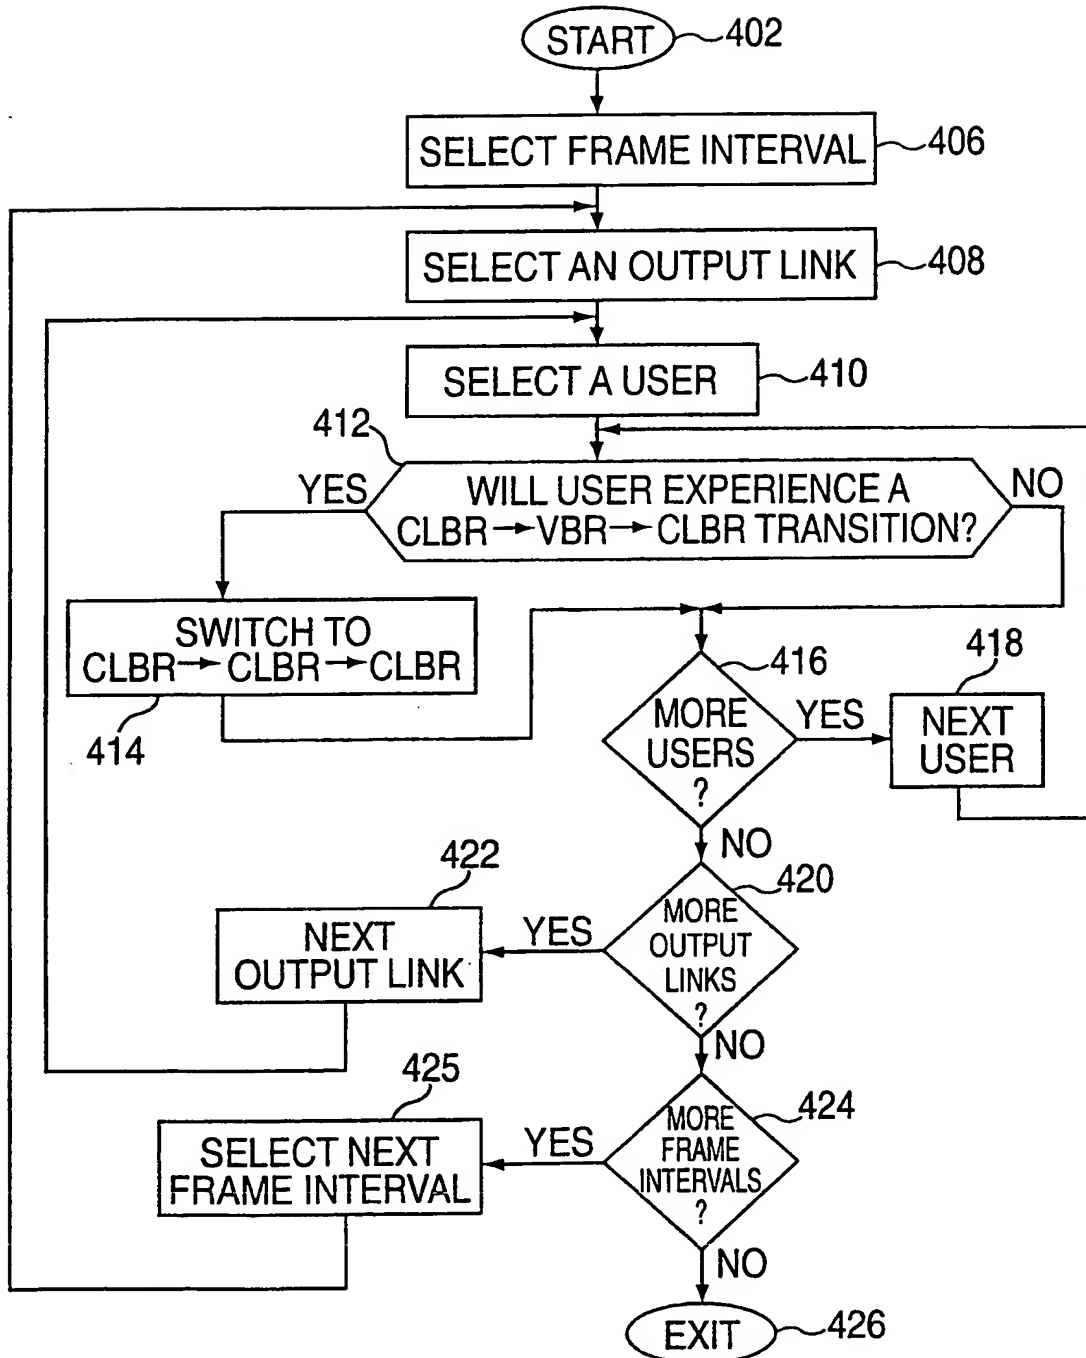 START
402
SELECT FRAME INTERVAL
406
SELECT AN OUTPUT LINK
408
SELECT A USER
410
412
YES
WILL USER EXPERIENCE A
CLBR → VBR → CLBR TRANSITION?
NO
SWITCH TO
CLBR → CLBR → CLBR
414
416
MORE
USERS
?
YES
418
NEXT
USER
NO
420
MORE
OUTPUT
LINKS
?
YES
422
NEXT
OUTPUT LINK
NO
424
MORE
FRAME
INTERVALS
?
YES
425
SELECT NEXT
FRAME INTERVAL
NO
EXIT
426